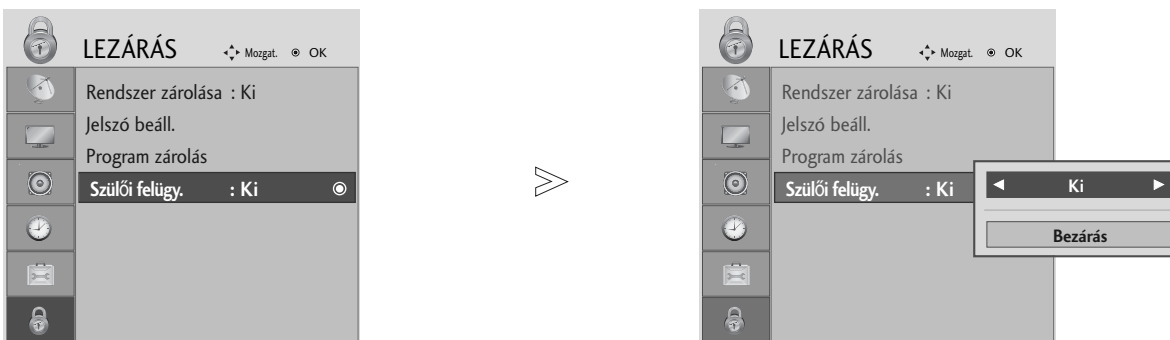 LEZÁRÁS Mozgat. OK
Rendszer zárolása : Ki
Jelszó beáll.
Program zárolás
Szülői felügy. : Ki
LEZÁRÁS Mozgat. OK
Rendszer zárolása : Ki
Jelszó beáll.
Program zárolás
Szülői felügy. : Ki
◄ Ki ►
Bezárás